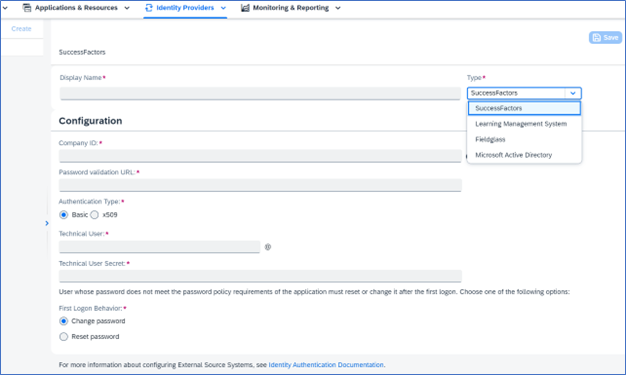 Applications & Resources Identity Providers Monitoring & Reporting
Create
Save
SuccessFactors
Display Name* Type*
SuccessFactors
SuccessFactors
Learning Management System
Fieldglass
Microsoft Active Directory
Configuration
Company ID:*
Password validation URL: *
Authentication Type:*
Basic x509
Technical User: *
@
Technical User Secret: *
User whose password does not meet the password policy requirements of the application must reset or change it after the first logon. Choose one of the following options:
First Logon Behavior:*
Change password
Reset password
For more information about configuring External Source Systems, see Identity Authentication Documentation.